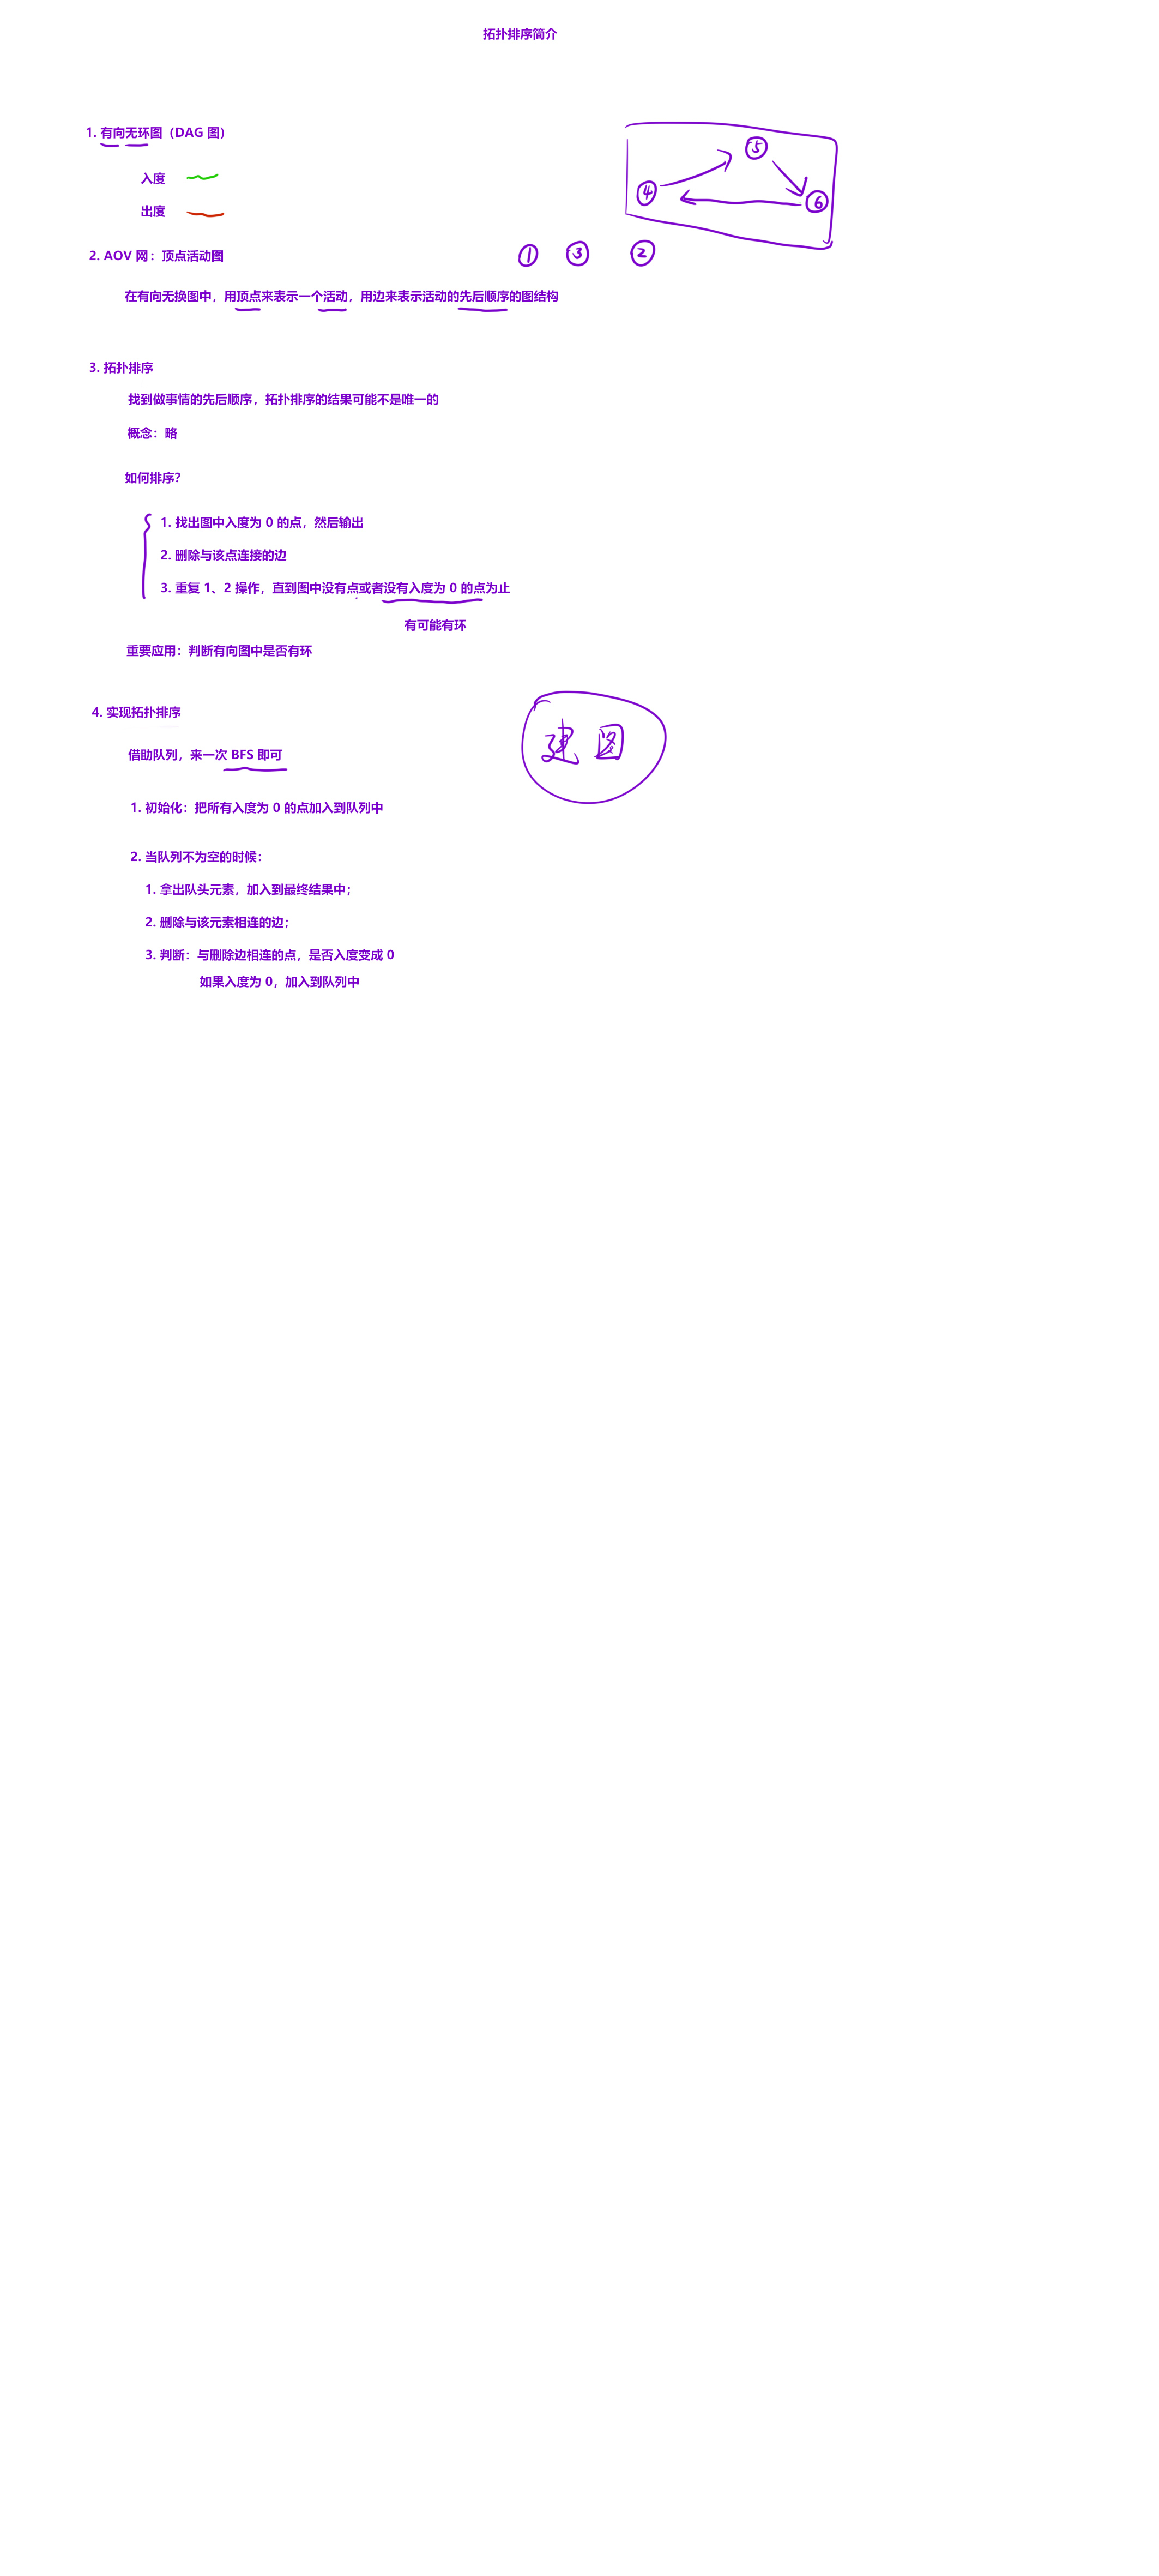 拓扑排序简介
1. 有向无环图（DAG 图）
入度
出度
⑤
④
⑥
2. AOV 网：顶点活动图
① ③ ②
在有向无换图中，用顶点来表示一个活动，用边来表示活动的先后顺序的图结构
3. 拓扑排序
找到做事情的先后顺序，拓扑排序的结果可能不是唯一的
概念：略
如何排序？
1. 找出图中入度为 0 的点，然后输出
2. 删除与该点连接的边
3. 重复 1、2 操作，直到图中没有点或者没有入度为 0 的点为止
有可能有环
重要应用：判断有向图中是否有环
4. 实现拓扑排序
建图
借助队列，来一次 BFS 即可
1. 初始化：把所有入度为 0 的点加入到队列中
2. 当队列不为空的时候：
1. 拿出队头元素，加入到最终结果中；
2. 删除与该元素相连的边；
3. 判断：与删除边相连的点，是否入度变成 0
如果入度为 0，加入到队列中